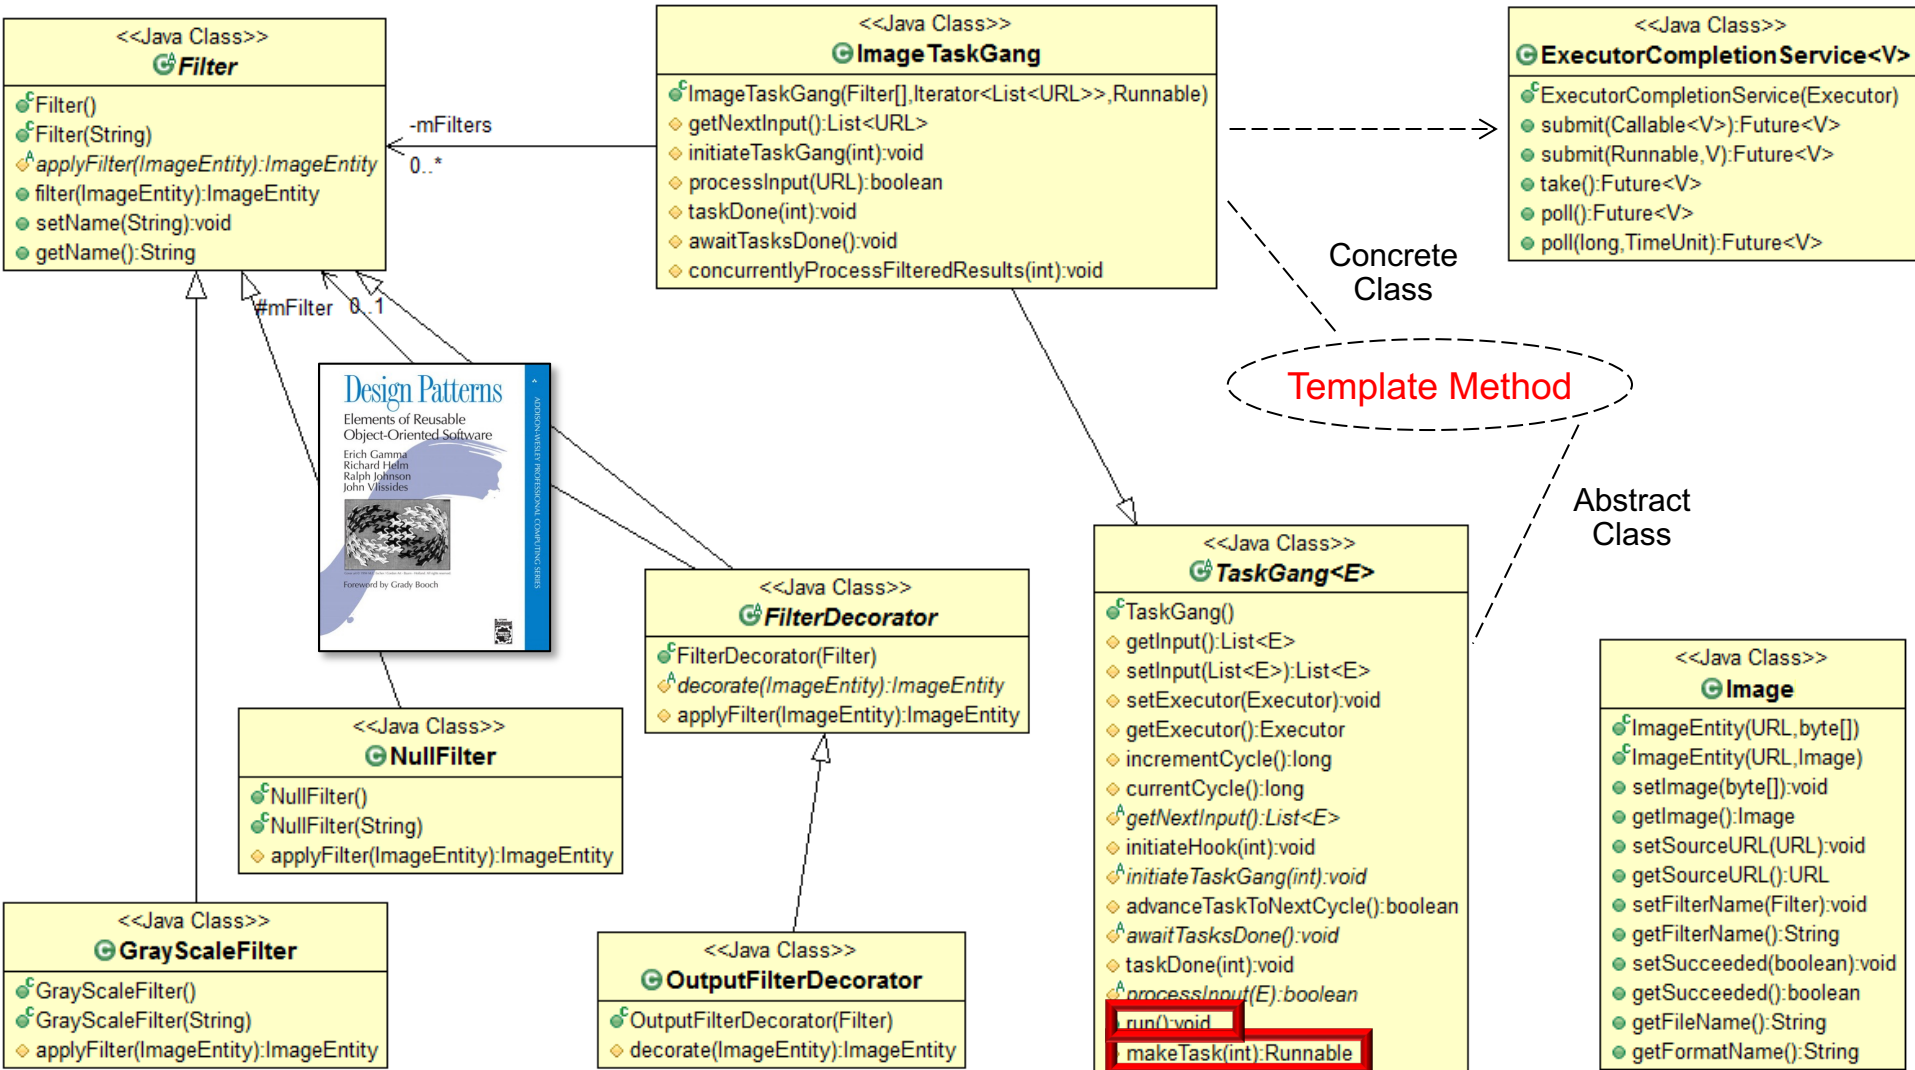 <<Java Class>>
Filter
Filter()
Filter(String)
applyFilter(ImageEntity):ImageEntity
filter(ImageEntity):ImageEntity
setName(String):void
getName():String
-mFilters
0..*
<<Java Class>>
ImageTaskGang
ImageTaskGang(Filter[],Iterator<List<URL>>,Runnable)
getNextInput():List<URL>
initiateTaskGang(int):void
processInput(URL):boolean
taskDone(int):void
awaitTasksDone():void
concurrentlyProcessFilteredResults(int):void
<<Java Class>>
ExecutorCompletionService<V>
ExecutorCompletionService(Executor)
submit(Callable<V>):Future<V>
submit(Runnable,V):Future<V>
take():Future<V>
poll():Future<V>
poll(long,TimeUnit):Future<V>
#mFilter 0..1
Concrete
Class
Template Method
Abstract
Class
Design Patterns
Elements of Reusable
Object-Oriented Software
Erich Gamma
Richard Helm
Ralph Johnson
John Vlissides
Foreword by Grady Booch
ADDISON-WESLEY PROFESSIONAL COMPUTING SERIES
<<Java Class>>
FilterDecorator
FilterDecorator(Filter)
decorate(ImageEntity):ImageEntity
applyFilter(ImageEntity):ImageEntity
<<Java Class>>
TaskGang<E>
TaskGang()
getInput():List<E>
setInput(List<E>):List<E>
setExecutor(Executor):void
getExecutor():Executor
incrementCycle():long
currentCycle():long
getNextInput():List<E>
initiateHook(int):void
initiateTaskGang(int):void
advanceTaskToNextCycle():boolean
awaitTasksDone():void
taskDone(int):void
processInput(E):boolean
run():void
makeTask(int):Runnable
<<Java Class>>
Image
ImageEntity(URL,byte[])
ImageEntity(URL,Image)
setImage(byte[]):void
getImage():Image
setSourceURL(URL):void
getSourceURL():URL
setFilterName(Filter):void
getFilterName():String
setSucceeded(boolean):void
getSucceeded():boolean
getFileName():String
getFormatName():String
<<Java Class>>
NullFilter
NullFilter()
NullFilter(String)
applyFilter(ImageEntity):ImageEntity
<<Java Class>>
GrayScaleFilter
GrayScaleFilter()
GrayScaleFilter(String)
applyFilter(ImageEntity):ImageEntity
<<Java Class>>
OutputFilterDecorator
OutputFilterDecorator(Filter)
decorate(ImageEntity):ImageEntity